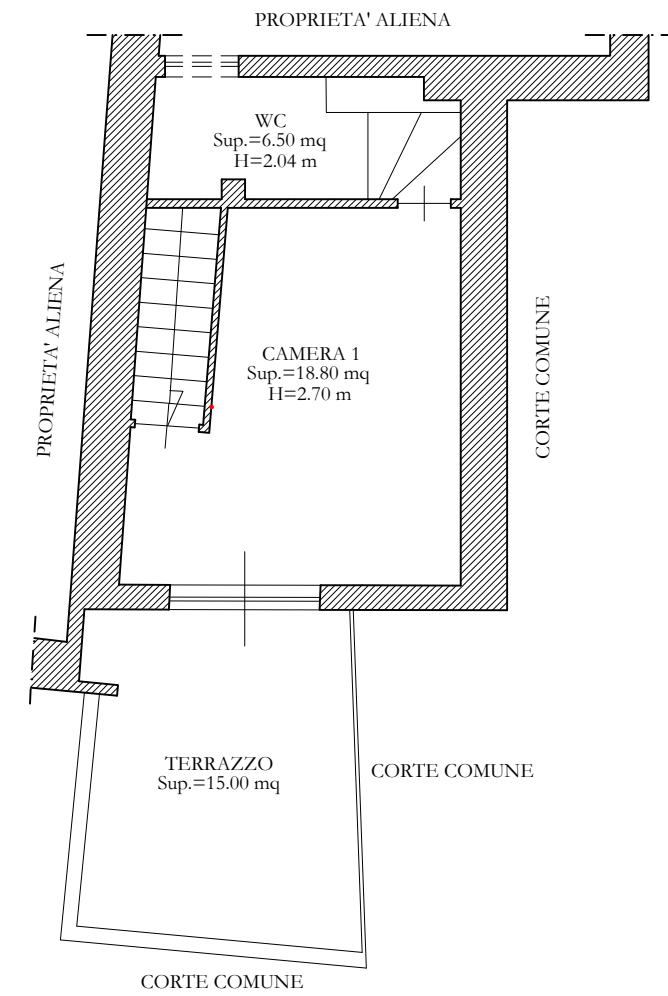 PROPRIETA' ALIENA
WC
Sup.=6.50 mq
H=2.04 m
PROPRIETA' ALIENA
CAMERA 1
Sup.=18.80 mq
H=2.70 m
CORTE COMUNE
TERRAZZO
Sup.=15.00 mq
CORTE COMUNE
CORTE COMUNE